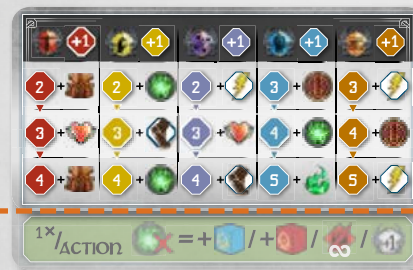 +1 +1 +1 +1 +1
2 + 2 + 2 + 3 + 3 +
3 + 3 + 3 + 4 + 4 +
4 + 4 + 4 + 5 + 5 +
1×/ACTION = + / + / ∞ / +1